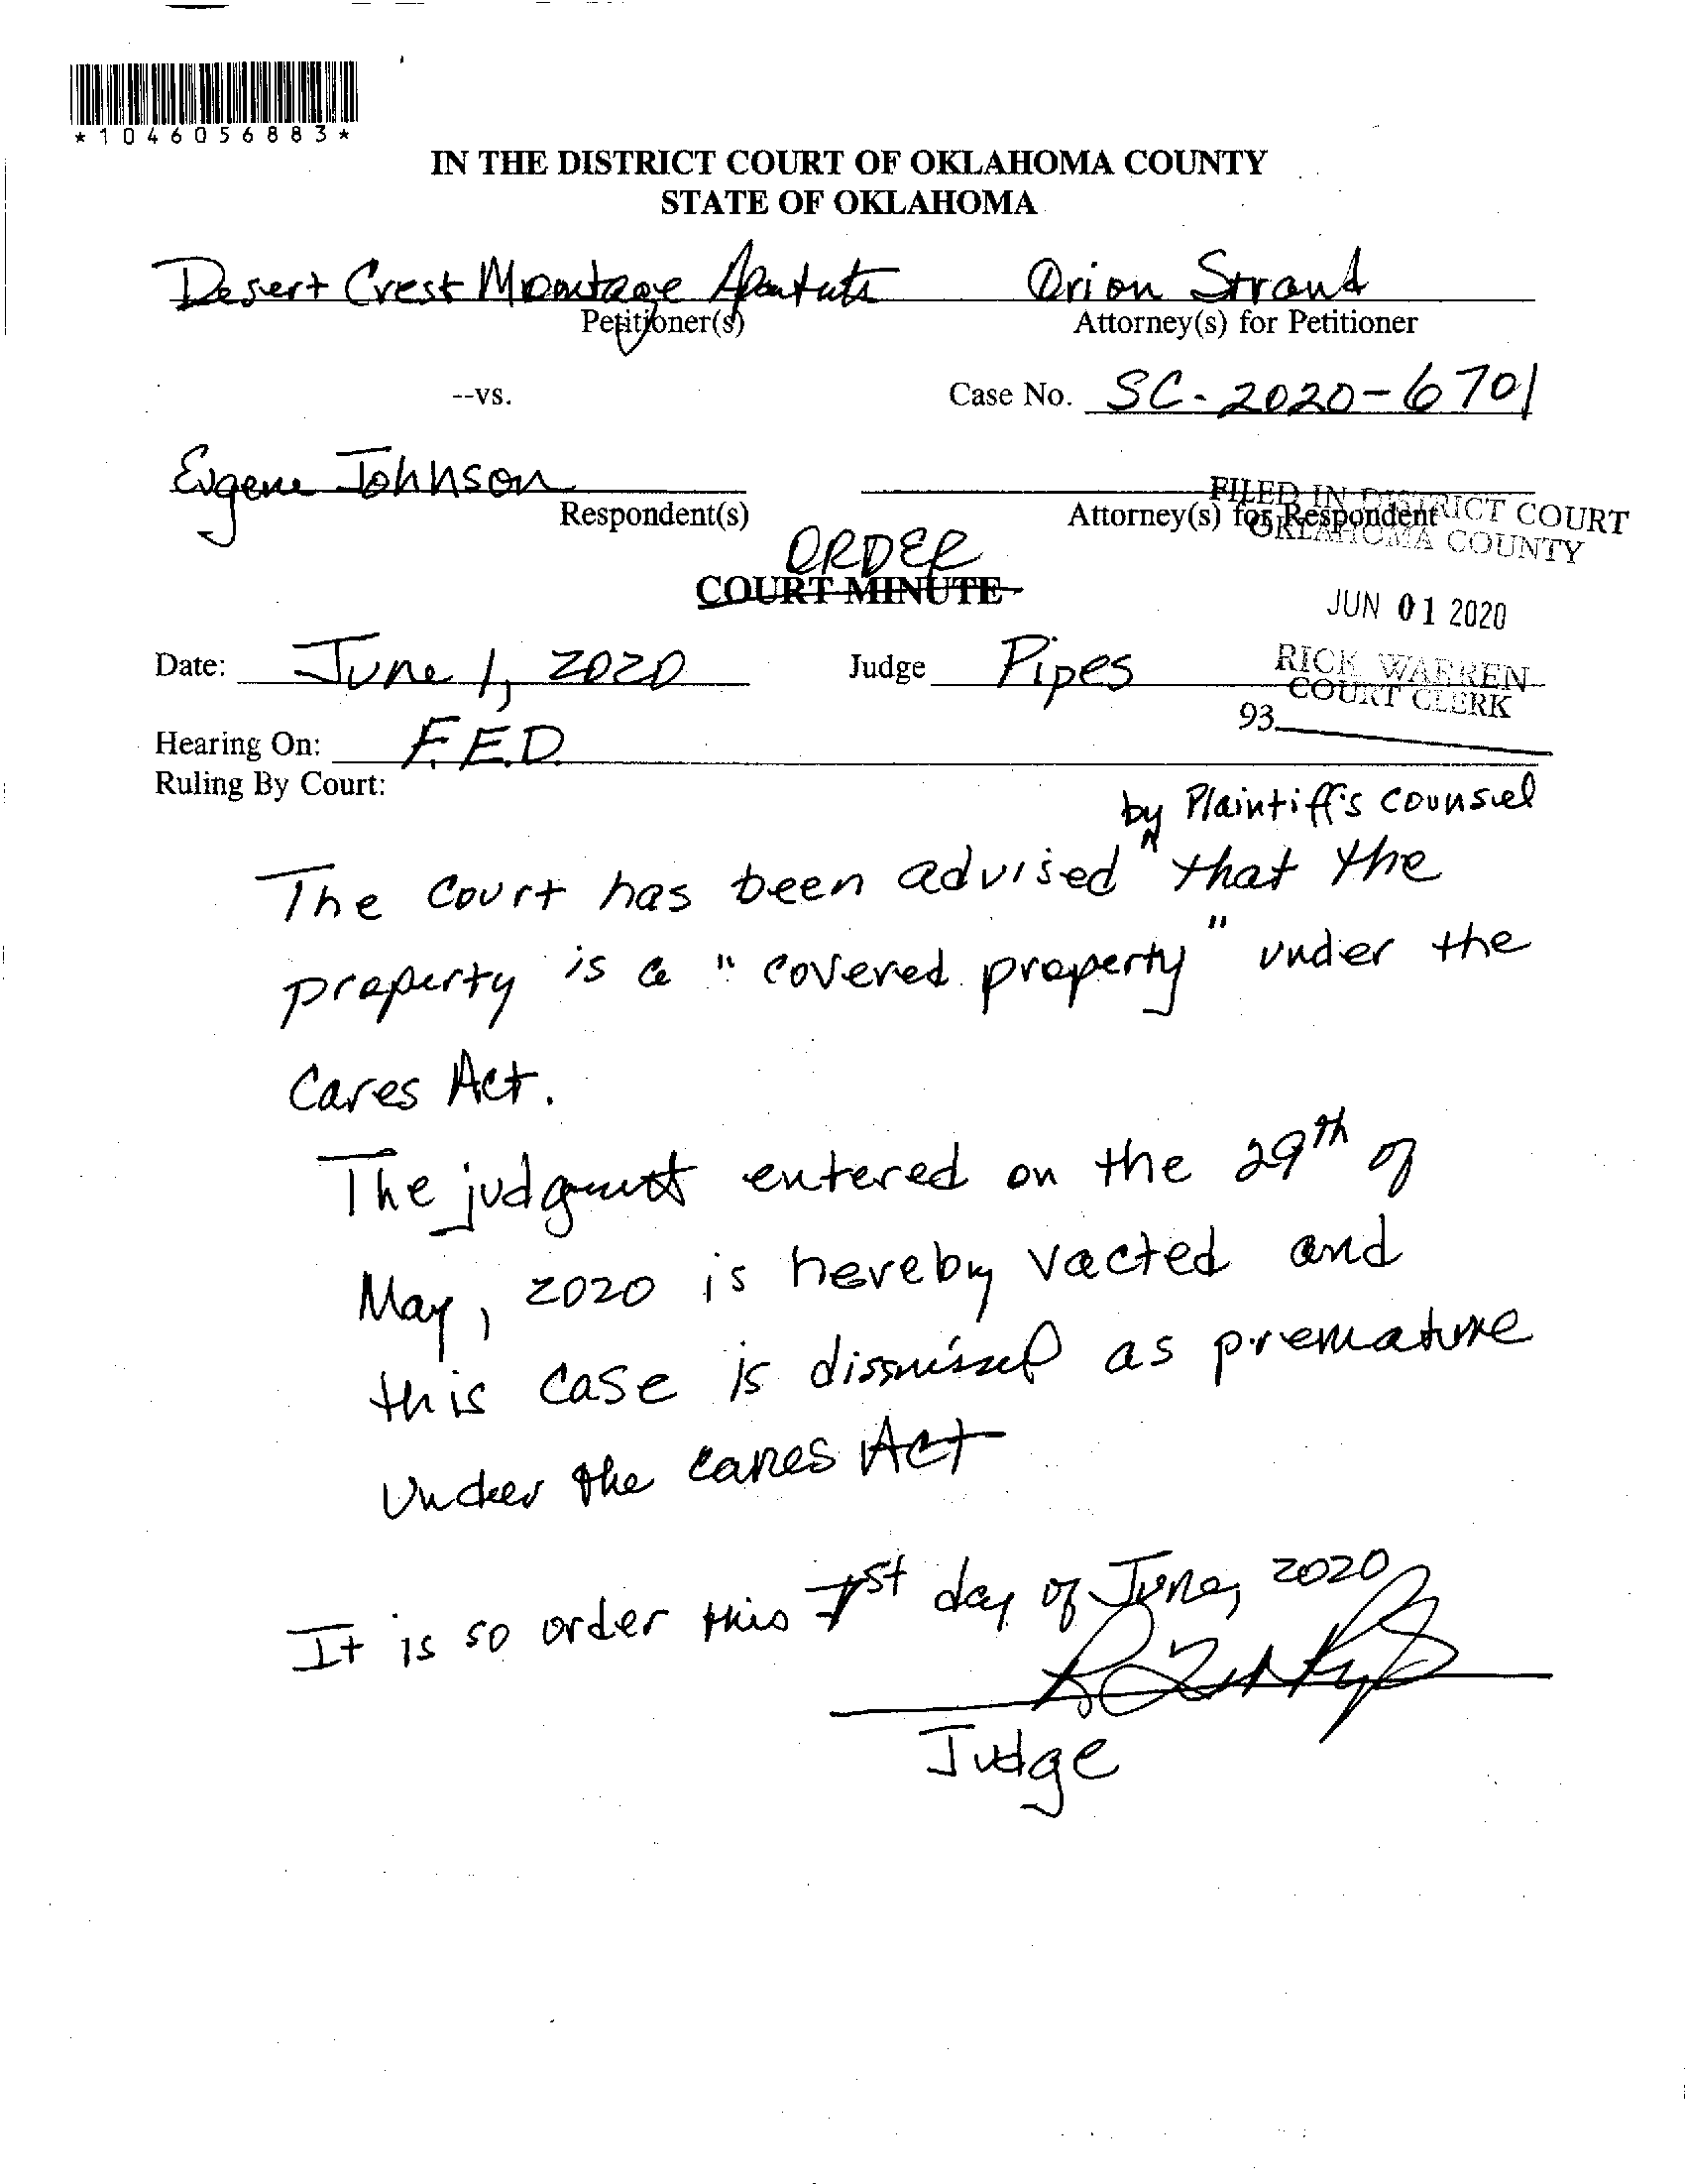 *1046056883*
IN THE DISTRICT COURT OF OKLAHOMA COUNTY
STATE OF OKLAHOMA
Desert Crest Montage Orion Strand
Petitioner(s) Attorney(s) for Petitioner
--vs. Case No. SC-2020-6701
Eugene Johnson
Respondent(s) Attorney(s) for Respondent
FILED IN DISTRICT COURT
OKLAHOMA COUNTY
ORDER
COURT MINUTE
JUN 01 2020
Date: June 1, 2020 Judge Pipes
RICK WARREN
COURT CLERK
93
Hearing On: F.E.D.
Ruling By Court:
by Plaintiff's counsel
The Court has been advised that the
property is a "covered property" under the
Cares Act.
The judgment entered on the 29th of
May, 2020 is hereby vacted and
this case is dismissed as premature
Under the Cares Act
It is so order this 1st day of June, 2020
Judge